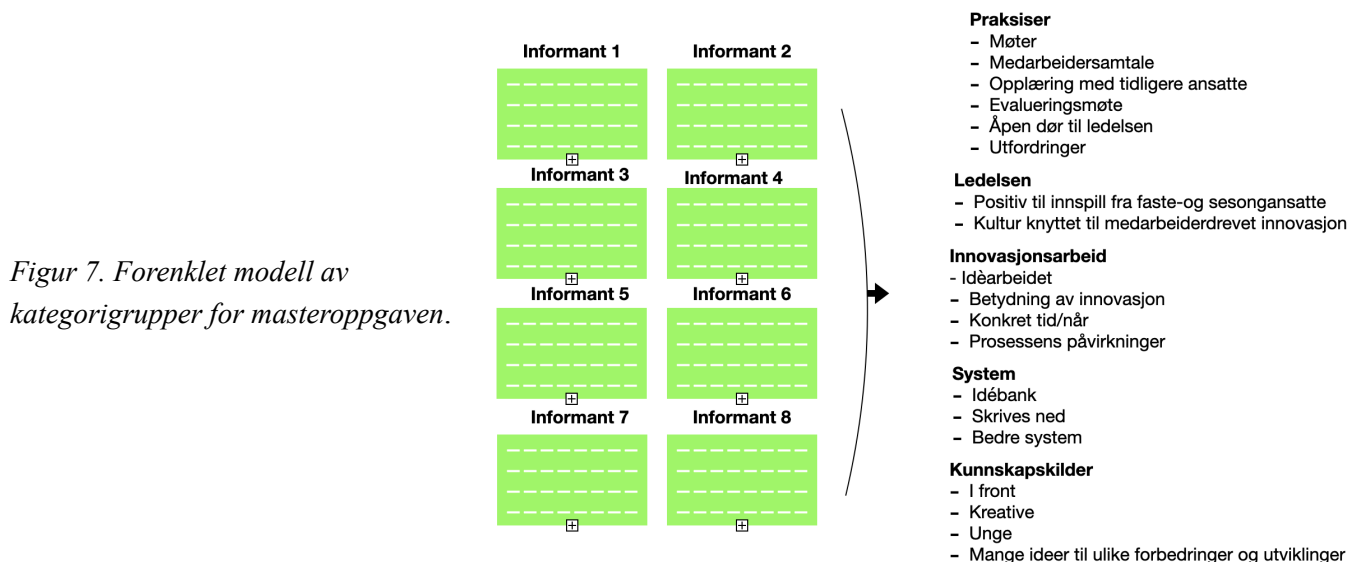 Figur 7. Forenklet modell av
kategorigrupper for masteroppgaven.
Informant 1
Informant 2
Informant 3
Informant 4
Informant 5
Informant 6
Informant 7
Informant 8
Praksiser
– Møter
– Medarbeidersamtale
– Opplæring med tidligere ansatte
– Evalueringsmøte
– Åpen dør til ledelsen
– Utfordringer
Ledelsen
– Positiv til innspill fra faste-og sesongansatte
– Kultur knyttet til medarbeiderdrevet innovasjon
Innovasjonsarbeid
- Idèarbeidet
– Betydning av innovasjon
– Konkret tid/når
– Prosessens påvirkninger
System
– Idébank
– Skrives ned
– Bedre system
Kunnskapskilder
– I front
– Kreative
– Unge
– Mange ideer til ulike forbedringer og utviklinger